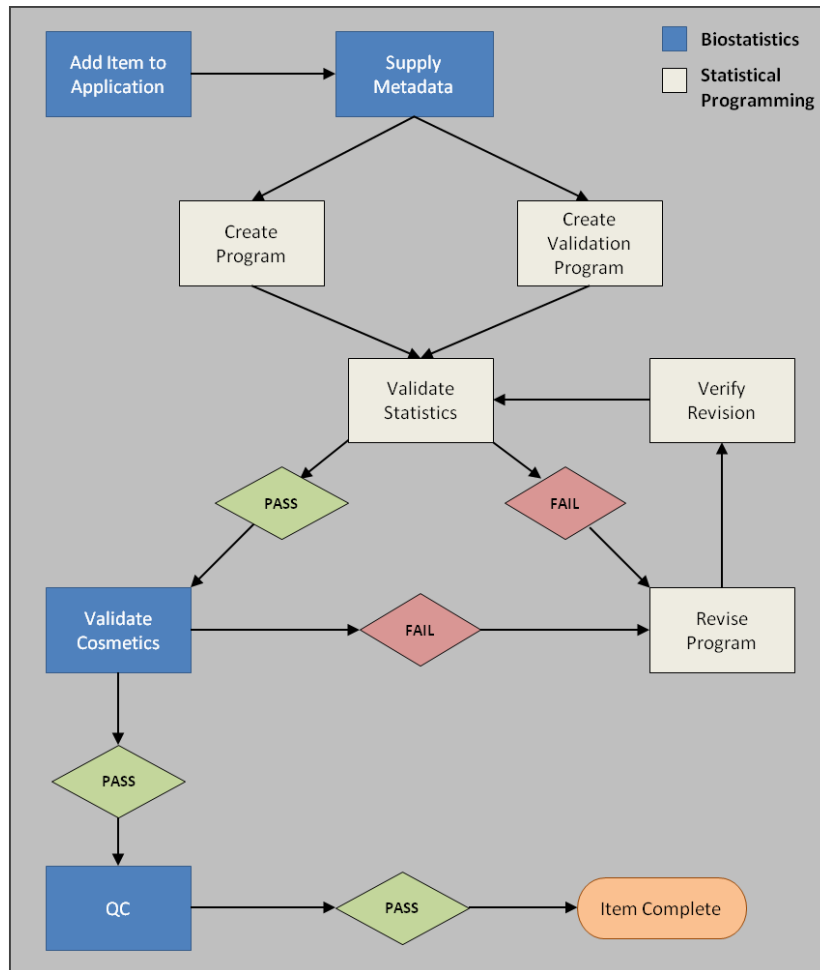 Add Item to
Application
Supply
Metadata
Biostatistics
Statistical
Programming
Create
Program
Create
Validation
Program
Validate
Statistics
Verify
Revision
PASS
FAIL
Validate
Cosmetics
FAIL
Revise
Program
PASS
QC
PASS
Item Complete